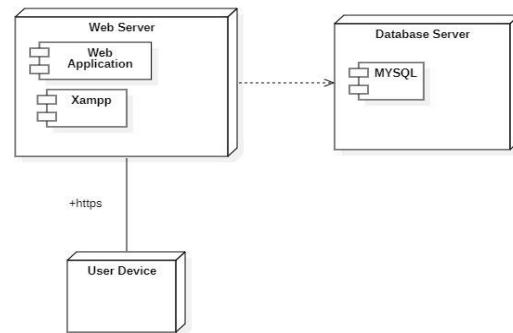 Web Server
Web
Application
Xampp
Database Server
MYSQL
+https
User Device